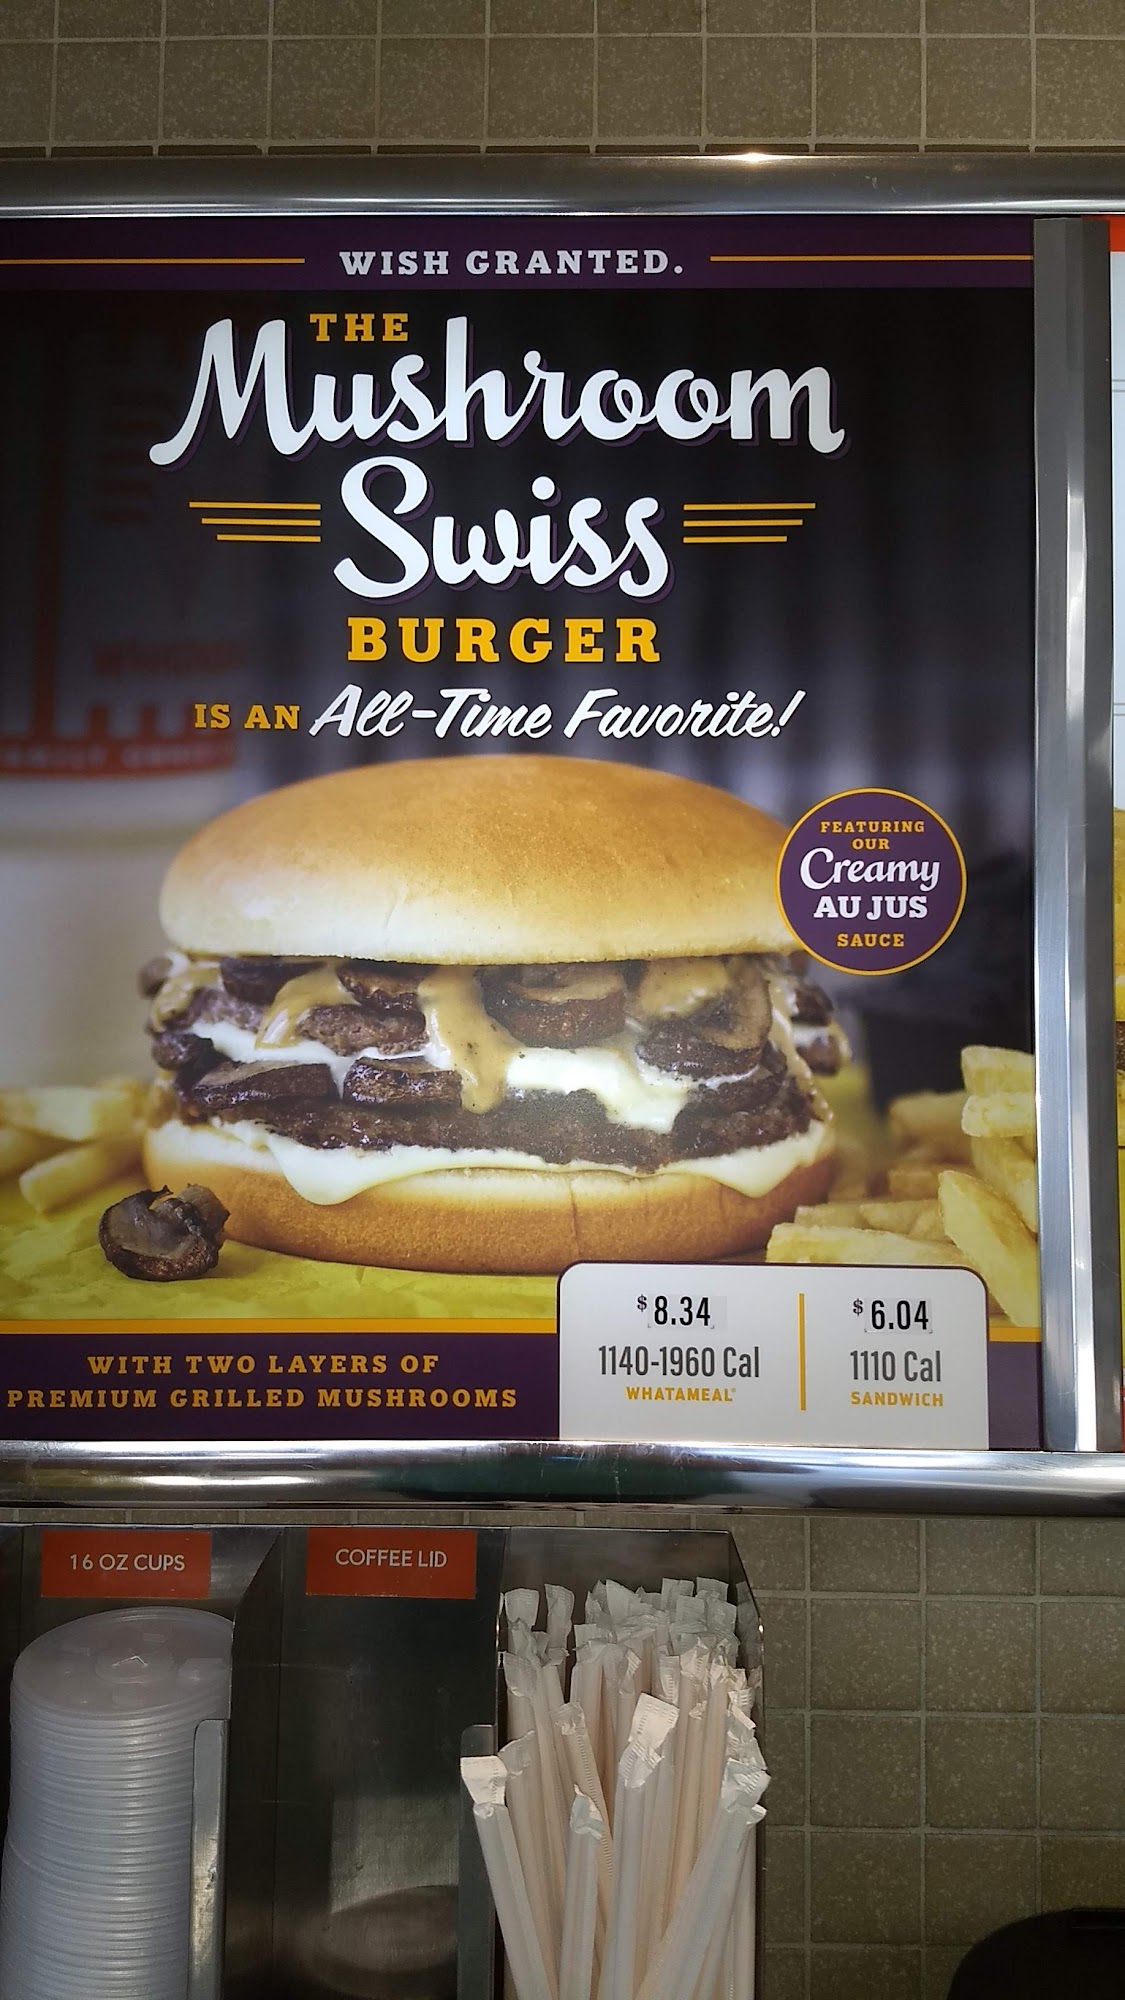 WISH GRANTED.
THE
Mushroom
Swiss
BURGER
IS AN All-Time Favorite!
FEATURING
OUR
Creamy
AU JUS
SAUCE
WITH TWO LAYERS OF
PREMIUM GRILLED MUSHROOMS
$8.34
1140-1960 Cal
WHATAMEAL®
$6.04
1110 Cal
SANDWICH
16 OZ CUPS
COFFEE LID